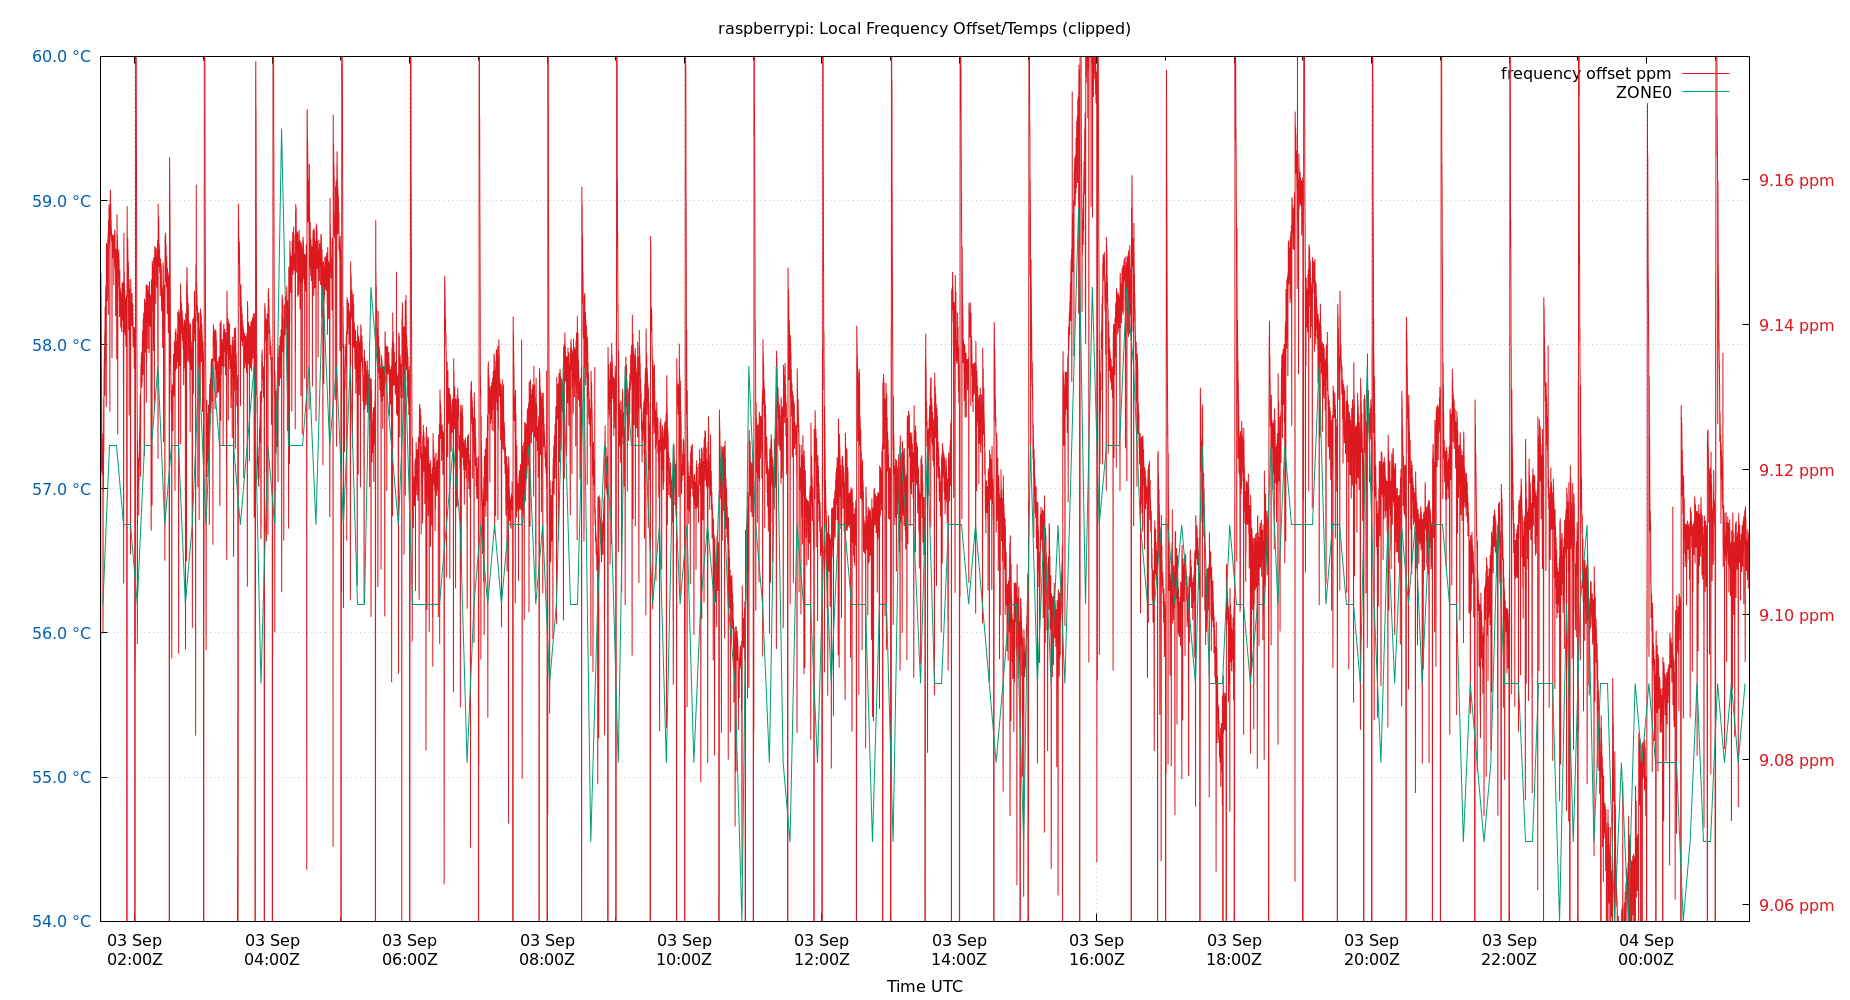 raspberrypi: Local Frequency Offset/Temps (clipped)
60.0 °C
59.0 °C
58.0 °C
57.0 °C
56.0 °C
55.0 °C
54.0 °C
frequency offset ppm
ZONE0
9.16 ppm
9.14 ppm
9.12 ppm
9.10 ppm
9.08 ppm
9.06 ppm
03 Sep 03 Sep 03 Sep 03 Sep 03 Sep 03 Sep 03 Sep 03 Sep 03 Sep 03 Sep 03 Sep 04 Sep
02:00Z 04:00Z 06:00Z 08:00Z 10:00Z 12:00Z 14:00Z 16:00Z 18:00Z 20:00Z 22:00Z 00:00Z
Time UTC